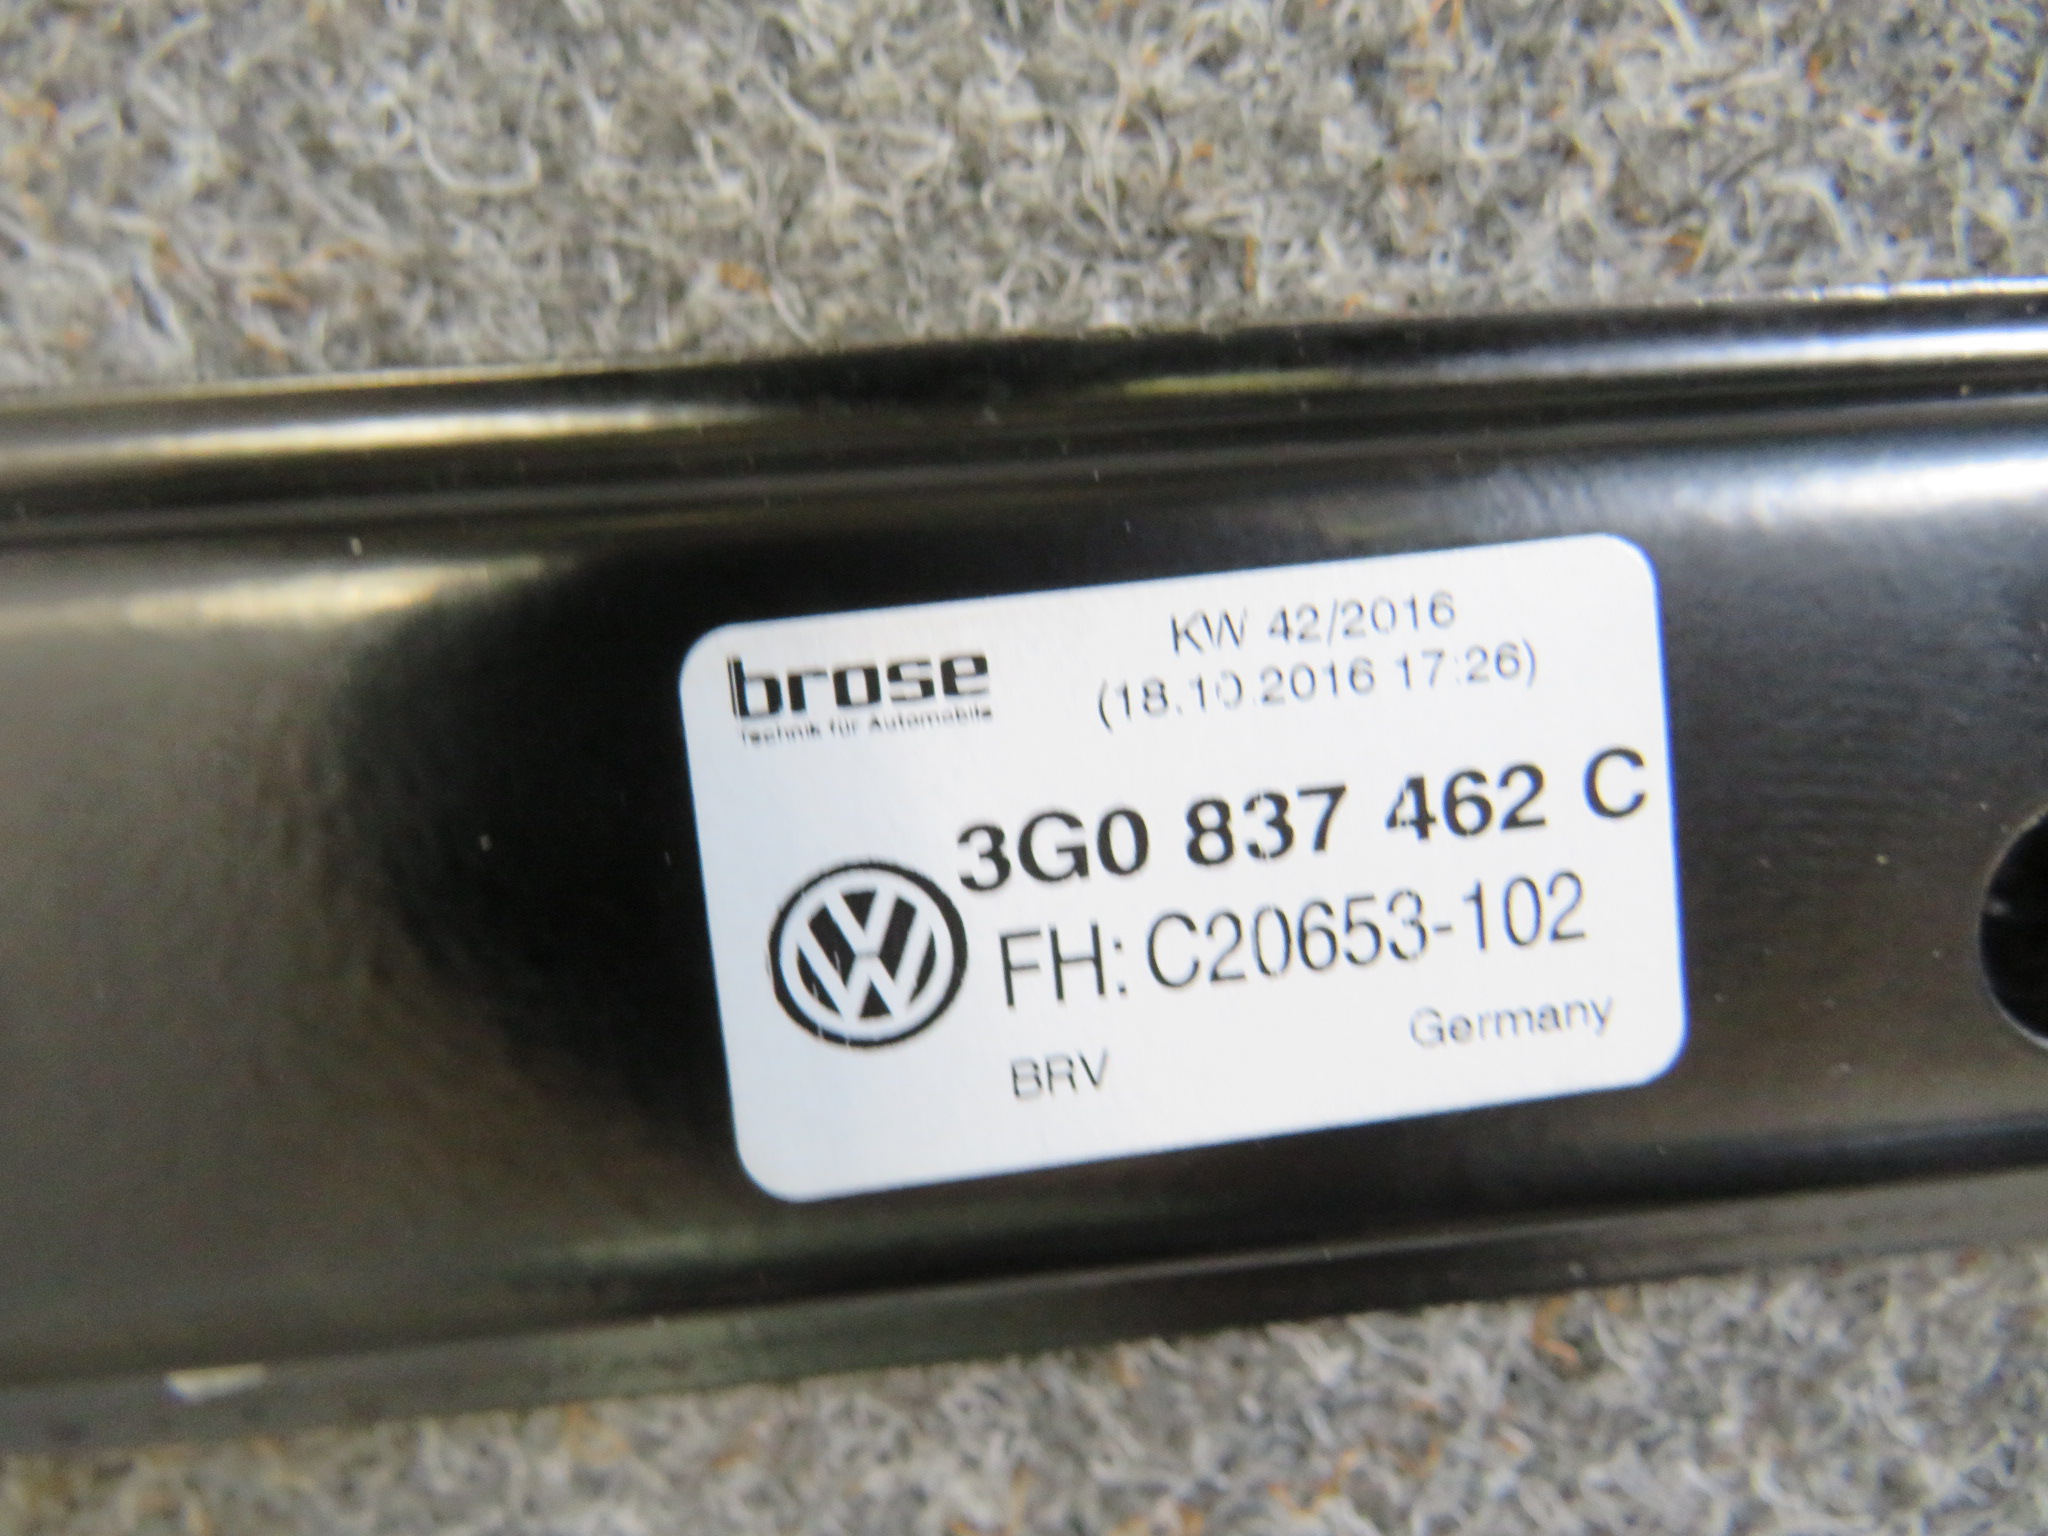 brose
Technik für Automobile
KW 42/2016
(18.10.2016 17:26)
3G0 837 462 C
FH: C20653-102
Germany
BRV